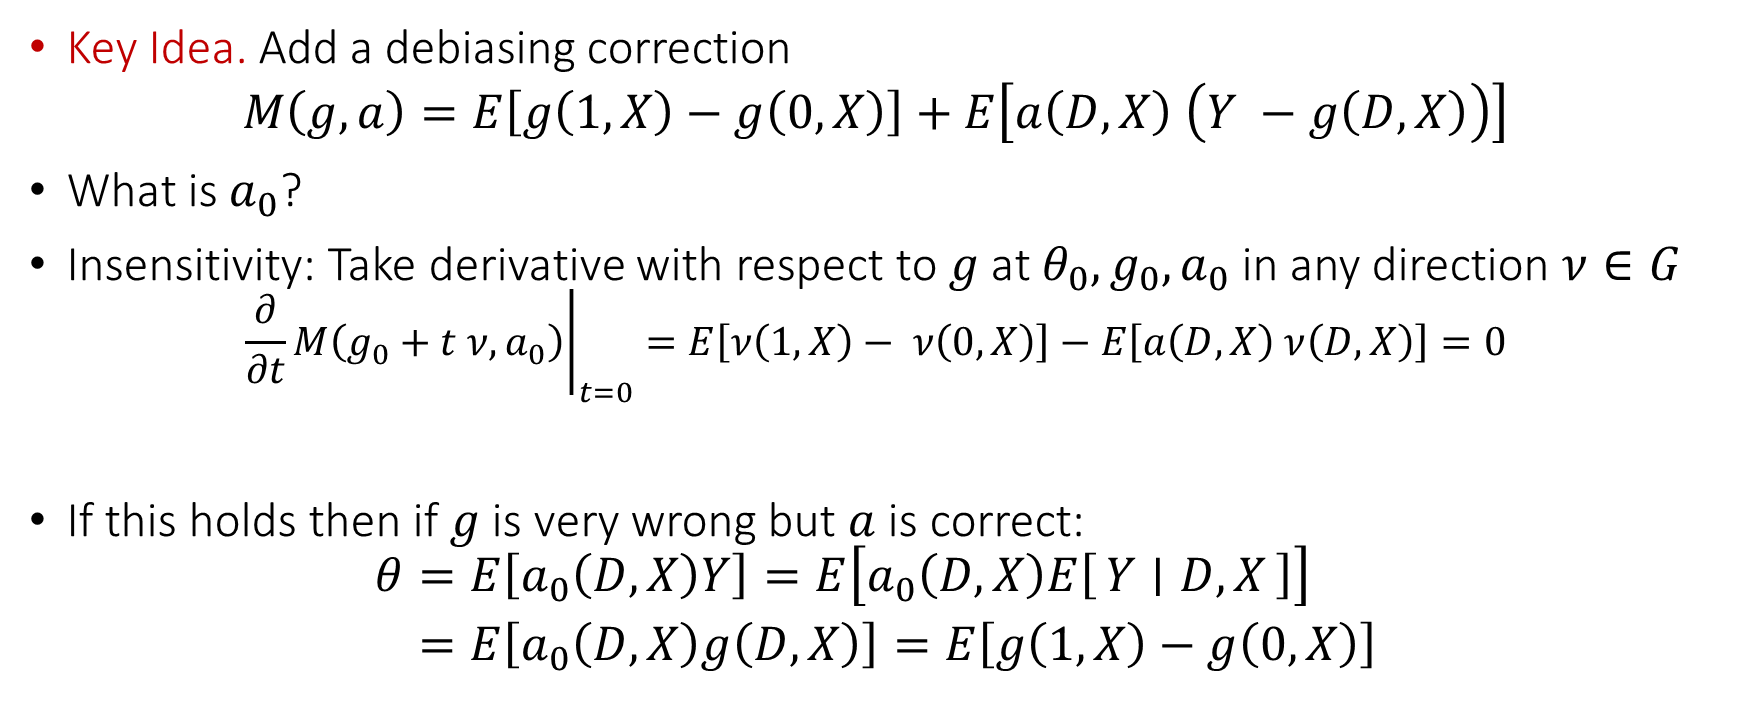 • Key Idea. Add a debiasing correction
M(g, a) = E[g(1, X) − g(0, X)] + E[a(D, X) (Y − g(D, X))]
• What is a₀?
• Insensitivity: Take derivative with respect to g at θ₀, g₀, a₀ in any direction ν ∈ G
∂/∂t M(g₀ + t ν, a₀)|ₜ₌₀ = E[ν(1, X) − ν(0, X)] − E[a(D, X) ν(D, X)] = 0
• If this holds then if g is very wrong but a is correct:
θ = E[a₀(D, X)Y] = E[a₀(D, X)E[ Y ∣ D, X ]]
= E[a₀(D, X)g(D, X)] = E[g(1, X) − g(0, X)]